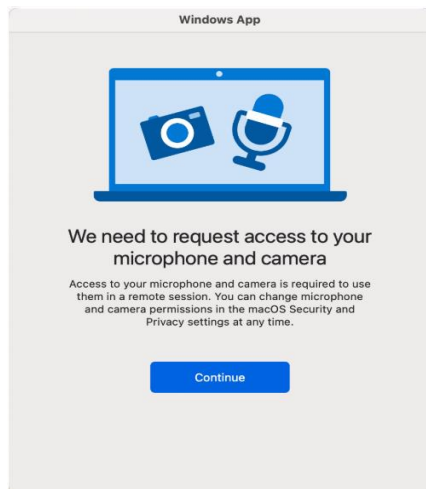 Windows App
We need to request access to your
microphone and camera
Access to your microphone and camera is required to use
them in a remote session. You can change microphone
and camera permissions in the macOS Security and
Privacy settings at any time.
Continue